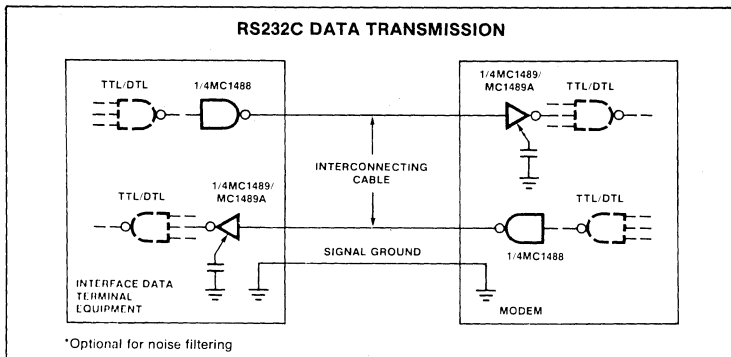 RS232C DATA TRANSMISSION
TTL/DTL
1/4MC1488
1/4MC1489/
MC1489A
TTL/DTL
INTERCONNECTING
CABLE
TTL/DTL
1/4MC1489/
MC1489A
TTL/DTL
1/4MC1488
SIGNAL GROUND
INTERFACE DATA
TERMINAL
EQUIPMENT
MODEM
*Optional for noise filtering